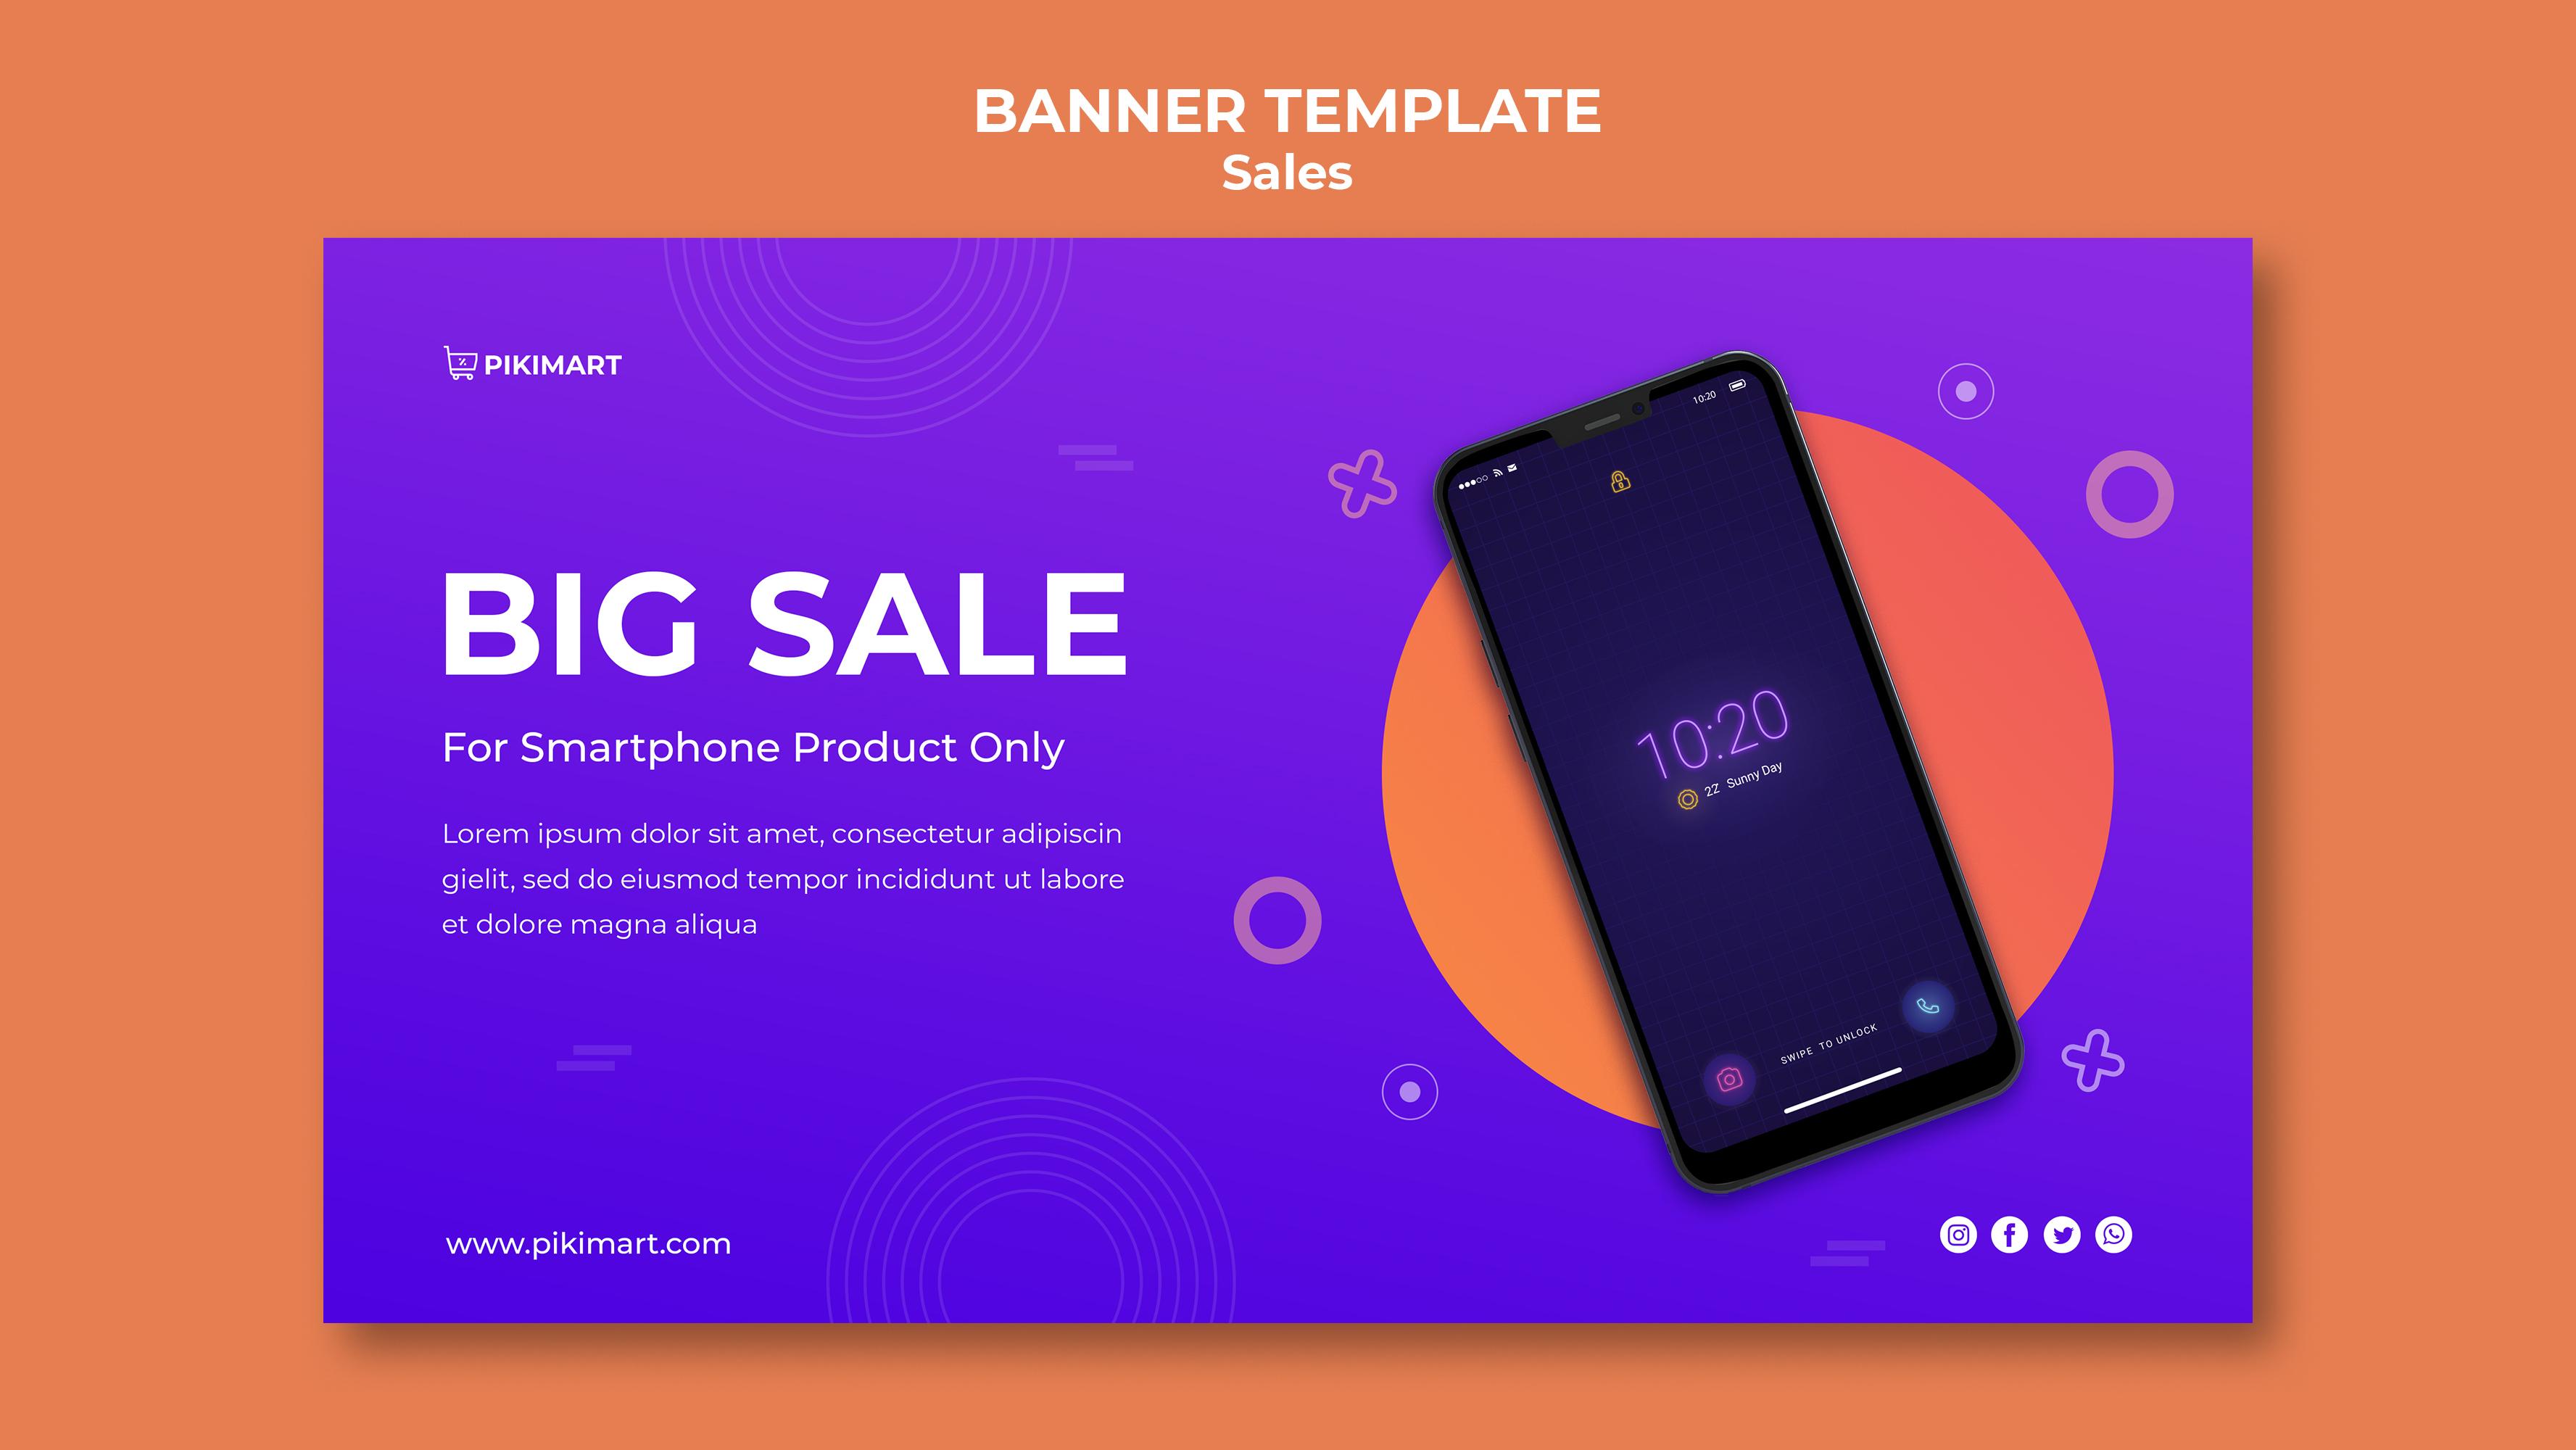 BANNER TEMPLATE
Sales
PIKIMART
BIG SALE
For Smartphone Product Only
Lorem ipsum dolor sit amet, consectetur adipiscin
gielit, sed do eiusmod tempor incididunt ut labore
et dolore magna aliqua
www.pikimart.com
10:20
10:20
22 Sunny Day
SWIPE TO UNLOCK